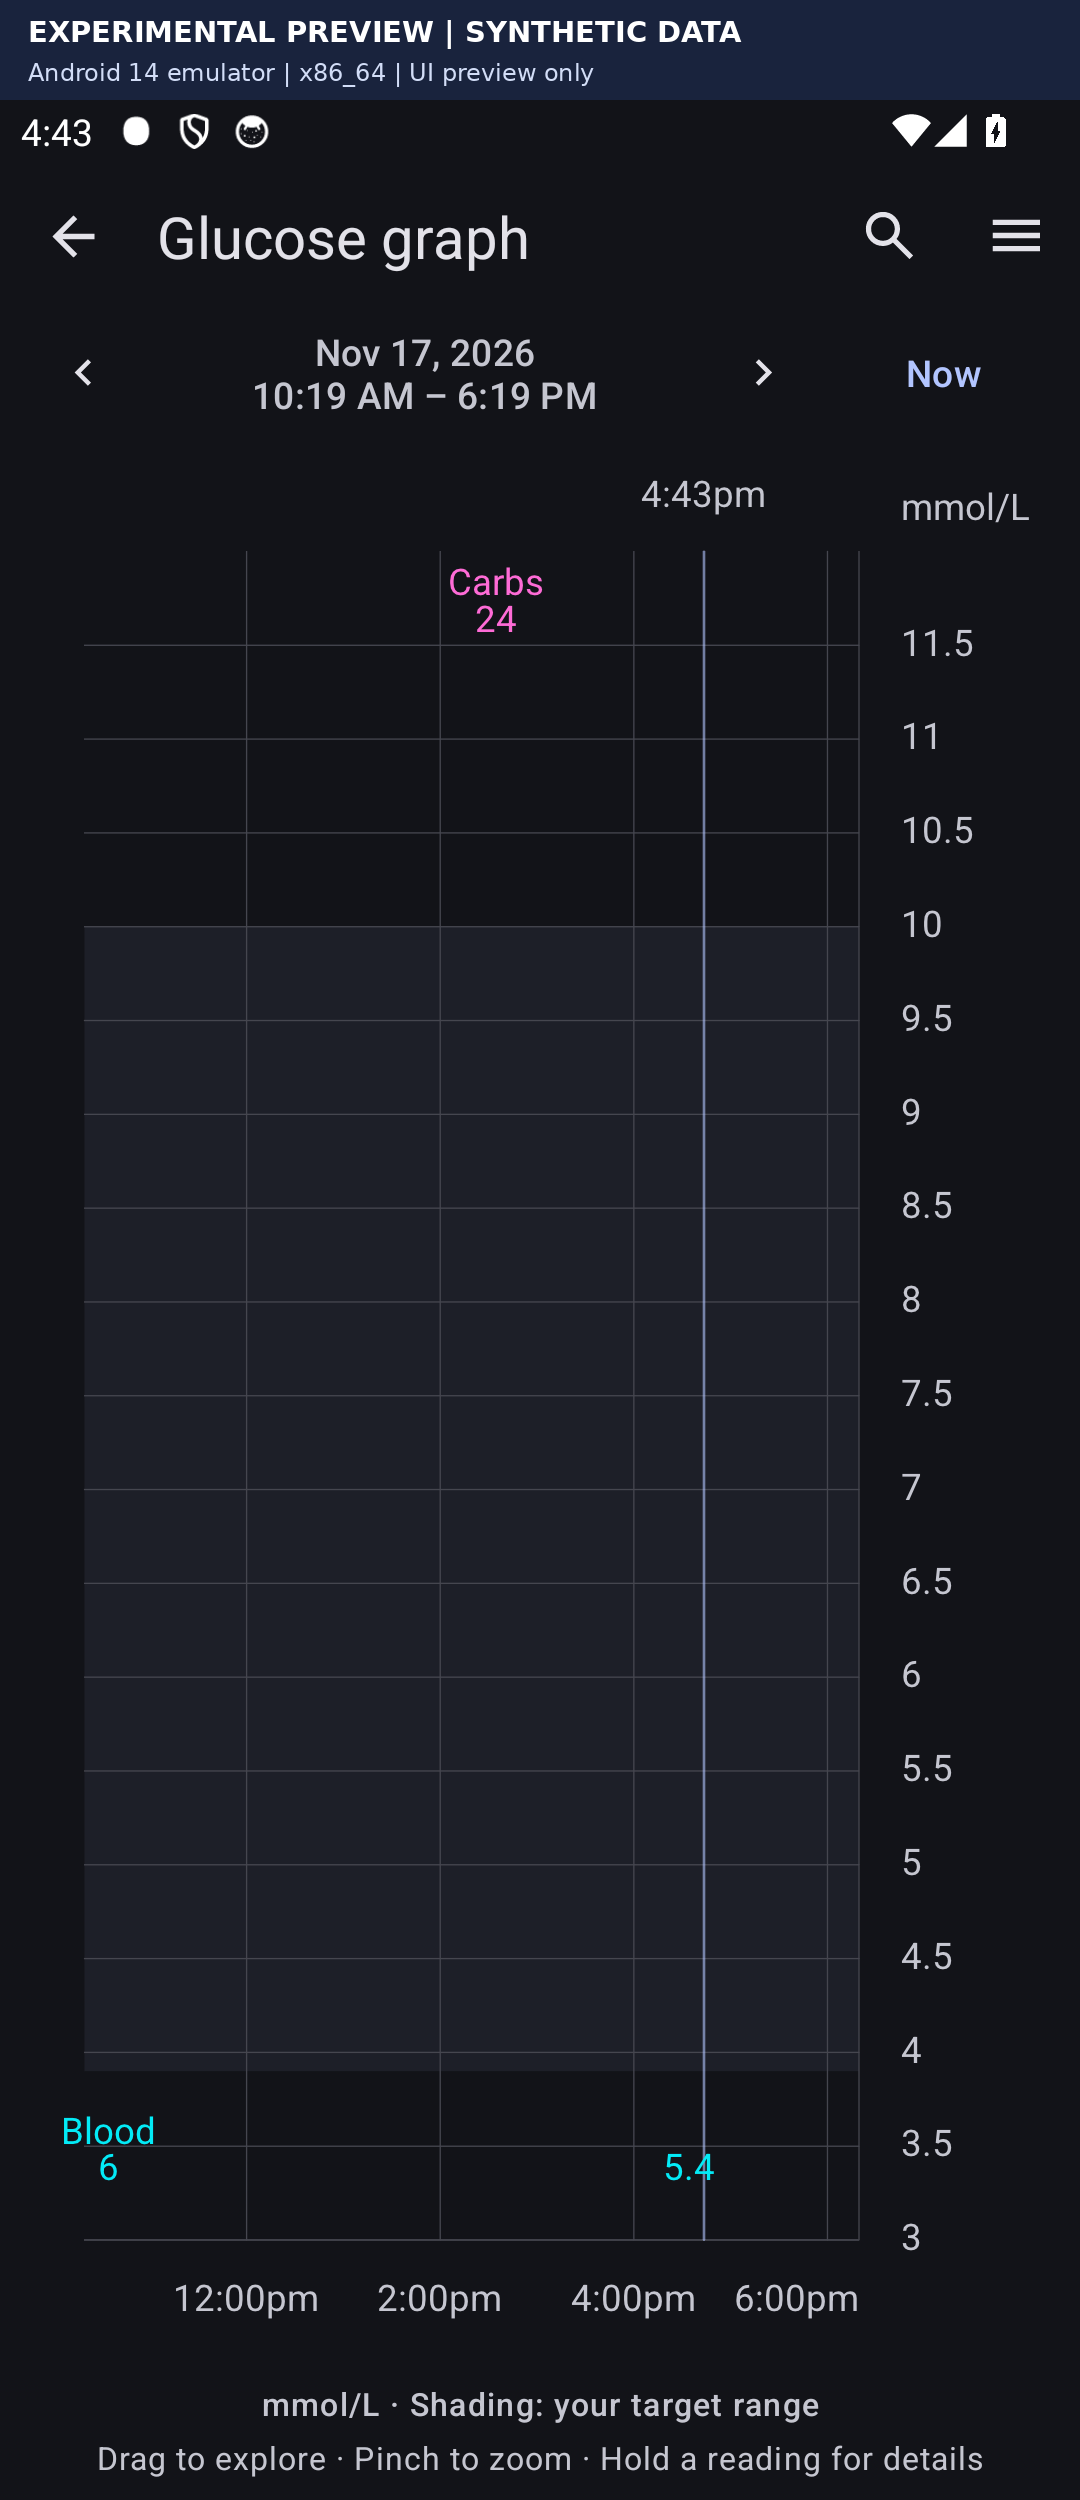 EXPERIMENTAL PREVIEW | SYNTHETIC DATA
Android 14 emulator | x86_64 | UI preview only
4:43
Glucose graph
Nov 17, 2026
10:19 AM – 6:19 PM
Now
4:43pm
mmol/L
Carbs
24
11.5
11
10.5
10
9.5
9
8.5
8
7.5
7
6.5
6
5.5
5
4.5
4
Blood
3.5
6
5.4
3
12:00pm 2:00pm 4:00pm 6:00pm
mmol/L · Shading: your target range
Drag to explore · Pinch to zoom · Hold a reading for details